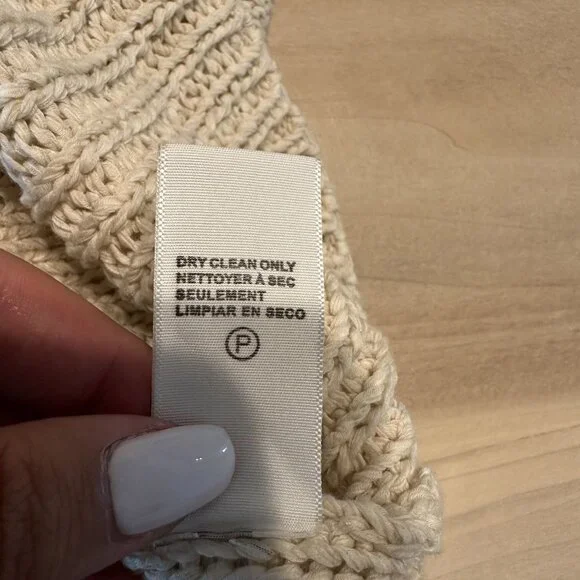 DRY CLEAN ONLY
NETTOYER À SEC
SEULEMENT
LIMPIAR EN SECO
P